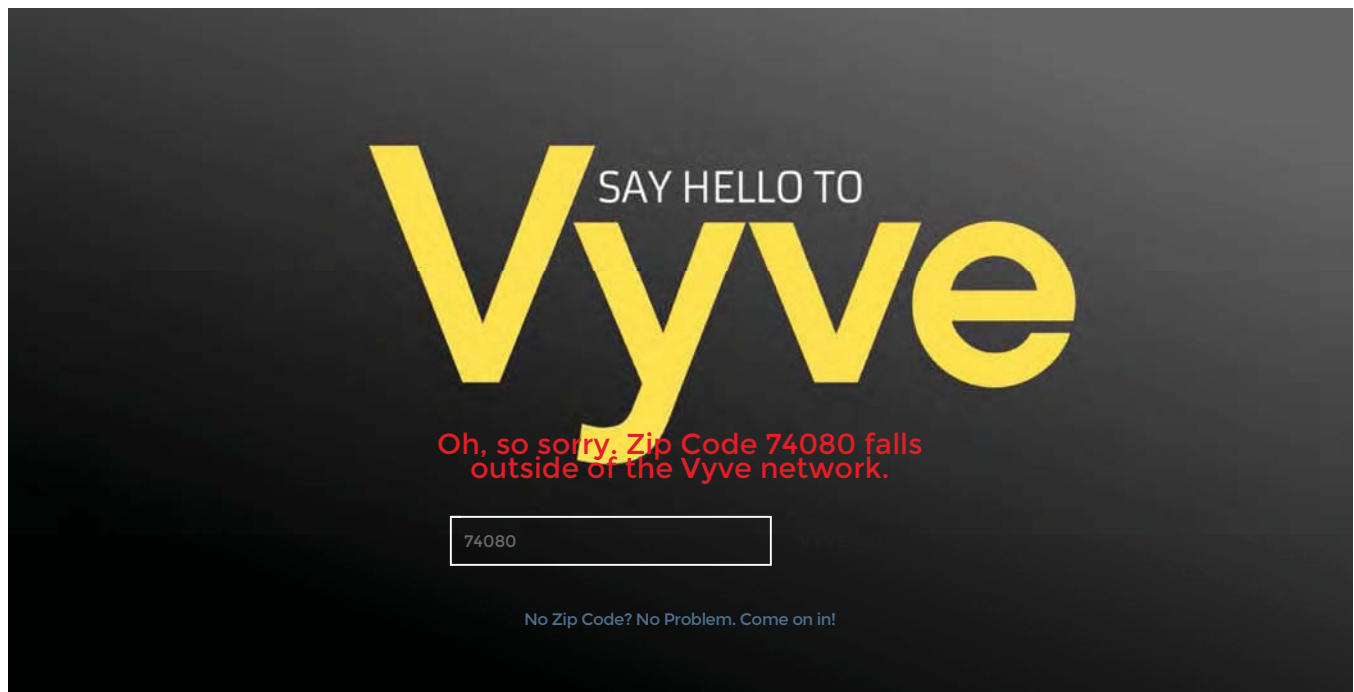 SAY HELLO TO
Vyve
Oh, so sorry. Zip Code 74080 falls
outside of the Vyve network.
74080
No Zip Code? No Problem. Come on in!